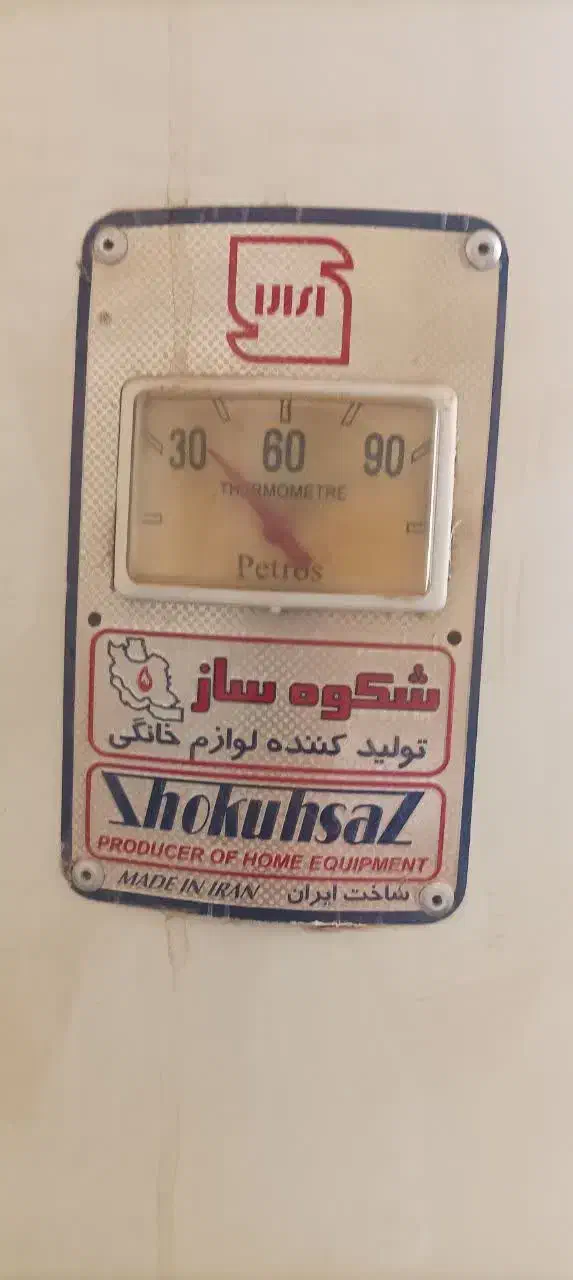 30 60 90
THERMOMETRE
Petros
شکوه ساز
تولید کننده لوازم خانگی
Shokuhsaz
PRODUCER OF HOME EQUIPMENT
MADE IN IRAN ساخت ایران